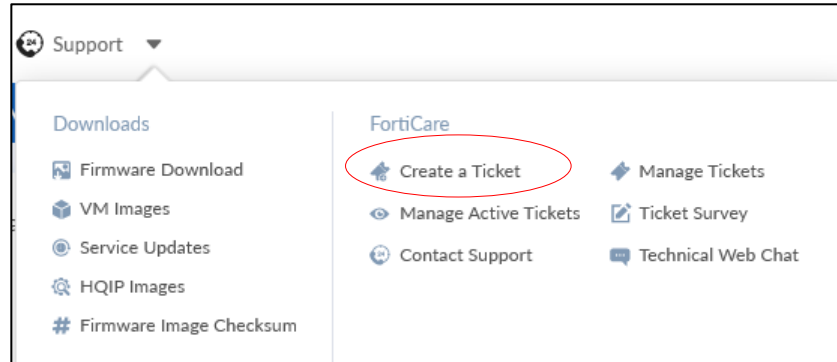 24 Support
Downloads
Firmware Download
VM Images
Service Updates
HQIP Images
# Firmware Image Checksum
FortiCare
Create a Ticket
Manage Active Tickets
Contact Support
Manage Tickets
Ticket Survey
Technical Web Chat